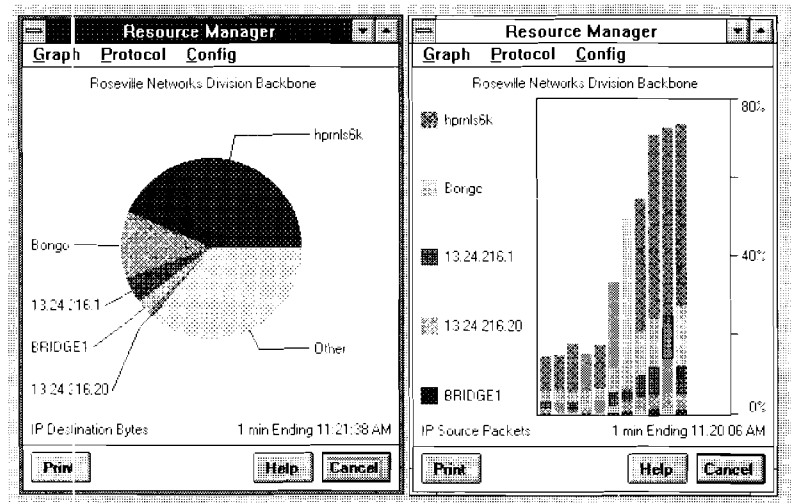 Resource Manager
Graph Protocol Config
Roseville Networks Division Backbone
hprnls6k
Bongo
13.24.216.1
BRIDGE1
Other
13.24.216.20
IP Destination Bytes 1 min Ending 11:21:38 AM
Print Help Cancel
Resource Manager
Graph Protocol Config
Roseville Networks Division Backbone
80%
hprnls6k
Bongo
13.24.216.1
40%
13.24.216.20
BRIDGE1
0%
IP Source Packets 1 min Ending 11:20:06 AM
Print Help Cancel